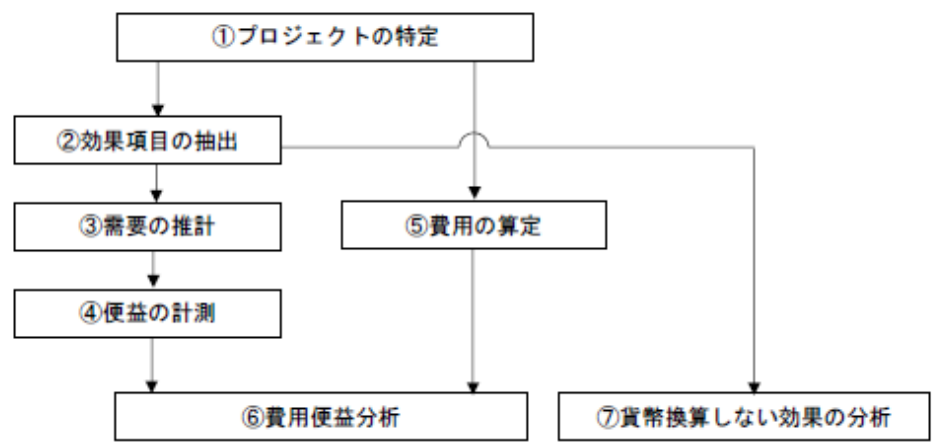 ①プロジェクトの特定
②効果項目の抽出
③需要の推計
⑤費用の算定
④便益の計測
⑥費用便益分析
⑦貨幣換算しない効果の分析